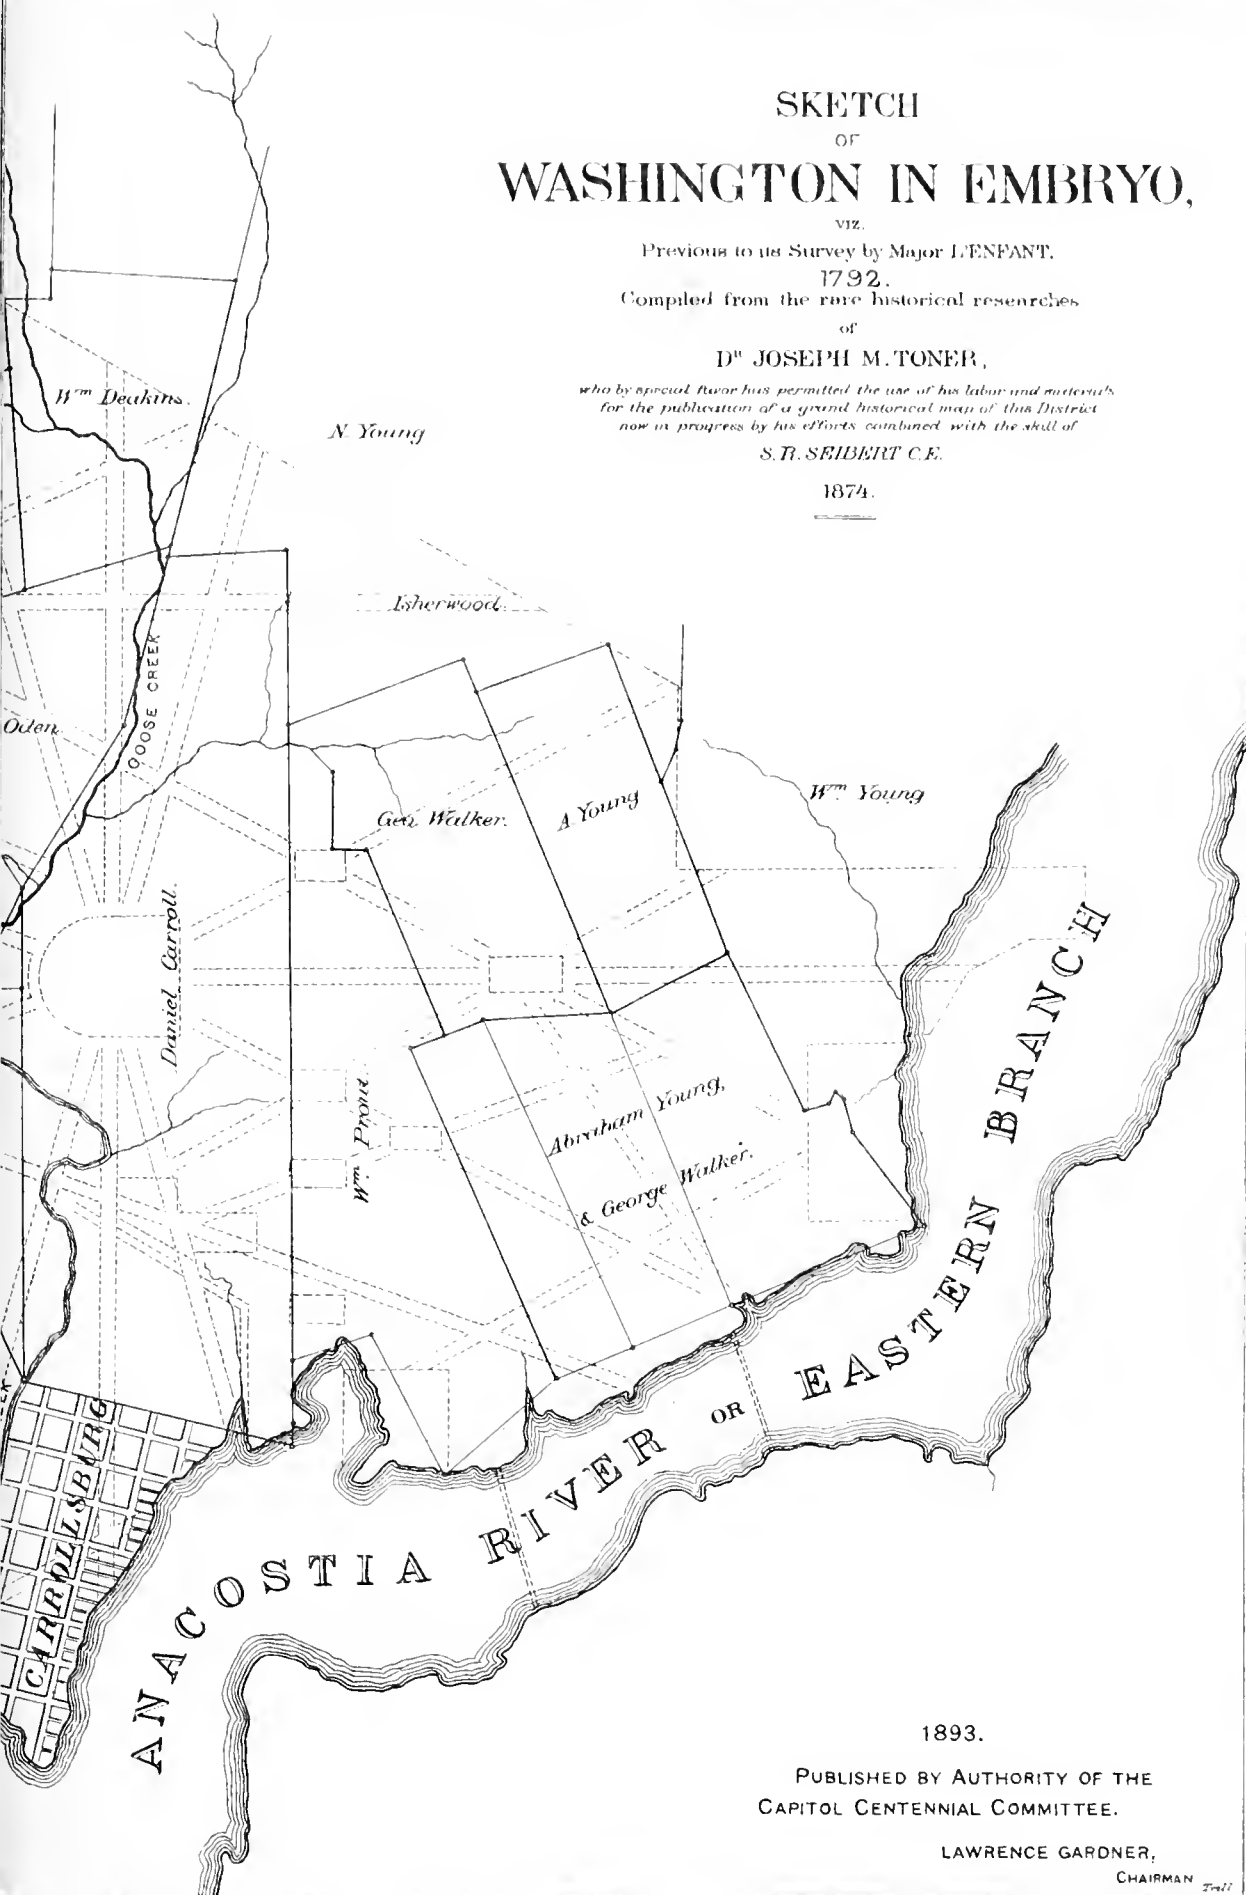 SKETCH
OF
WASHINGTON IN EMBRYO,
VIZ.
Previous to its Survey by Major L'ENFANT.
1792.
Compiled from the rare historical researches
of
Dr JOSEPH M. TONER,
who by special favor has permitted the use of his labor and materials
for the publication of a grand historical map of this District
now in progress by his efforts combined with the skill of
S. R. SEIBERT C.E.
1874.
Wm Deakins.
N. Young
Isherwood.
GOOSE CREEK
Oden
Geo. Walker.
A Young
Wm Young
Daniel Carroll.
Wm Prout
Abraham Young,
& George Walker.
CARROLLSBURG
ANACOSTIA RIVER OR EASTERN BRANCH
1893.
PUBLISHED BY AUTHORITY OF THE
CAPITOL CENTENNIAL COMMITTEE.
LAWRENCE GARDNER,
CHAIRMAN